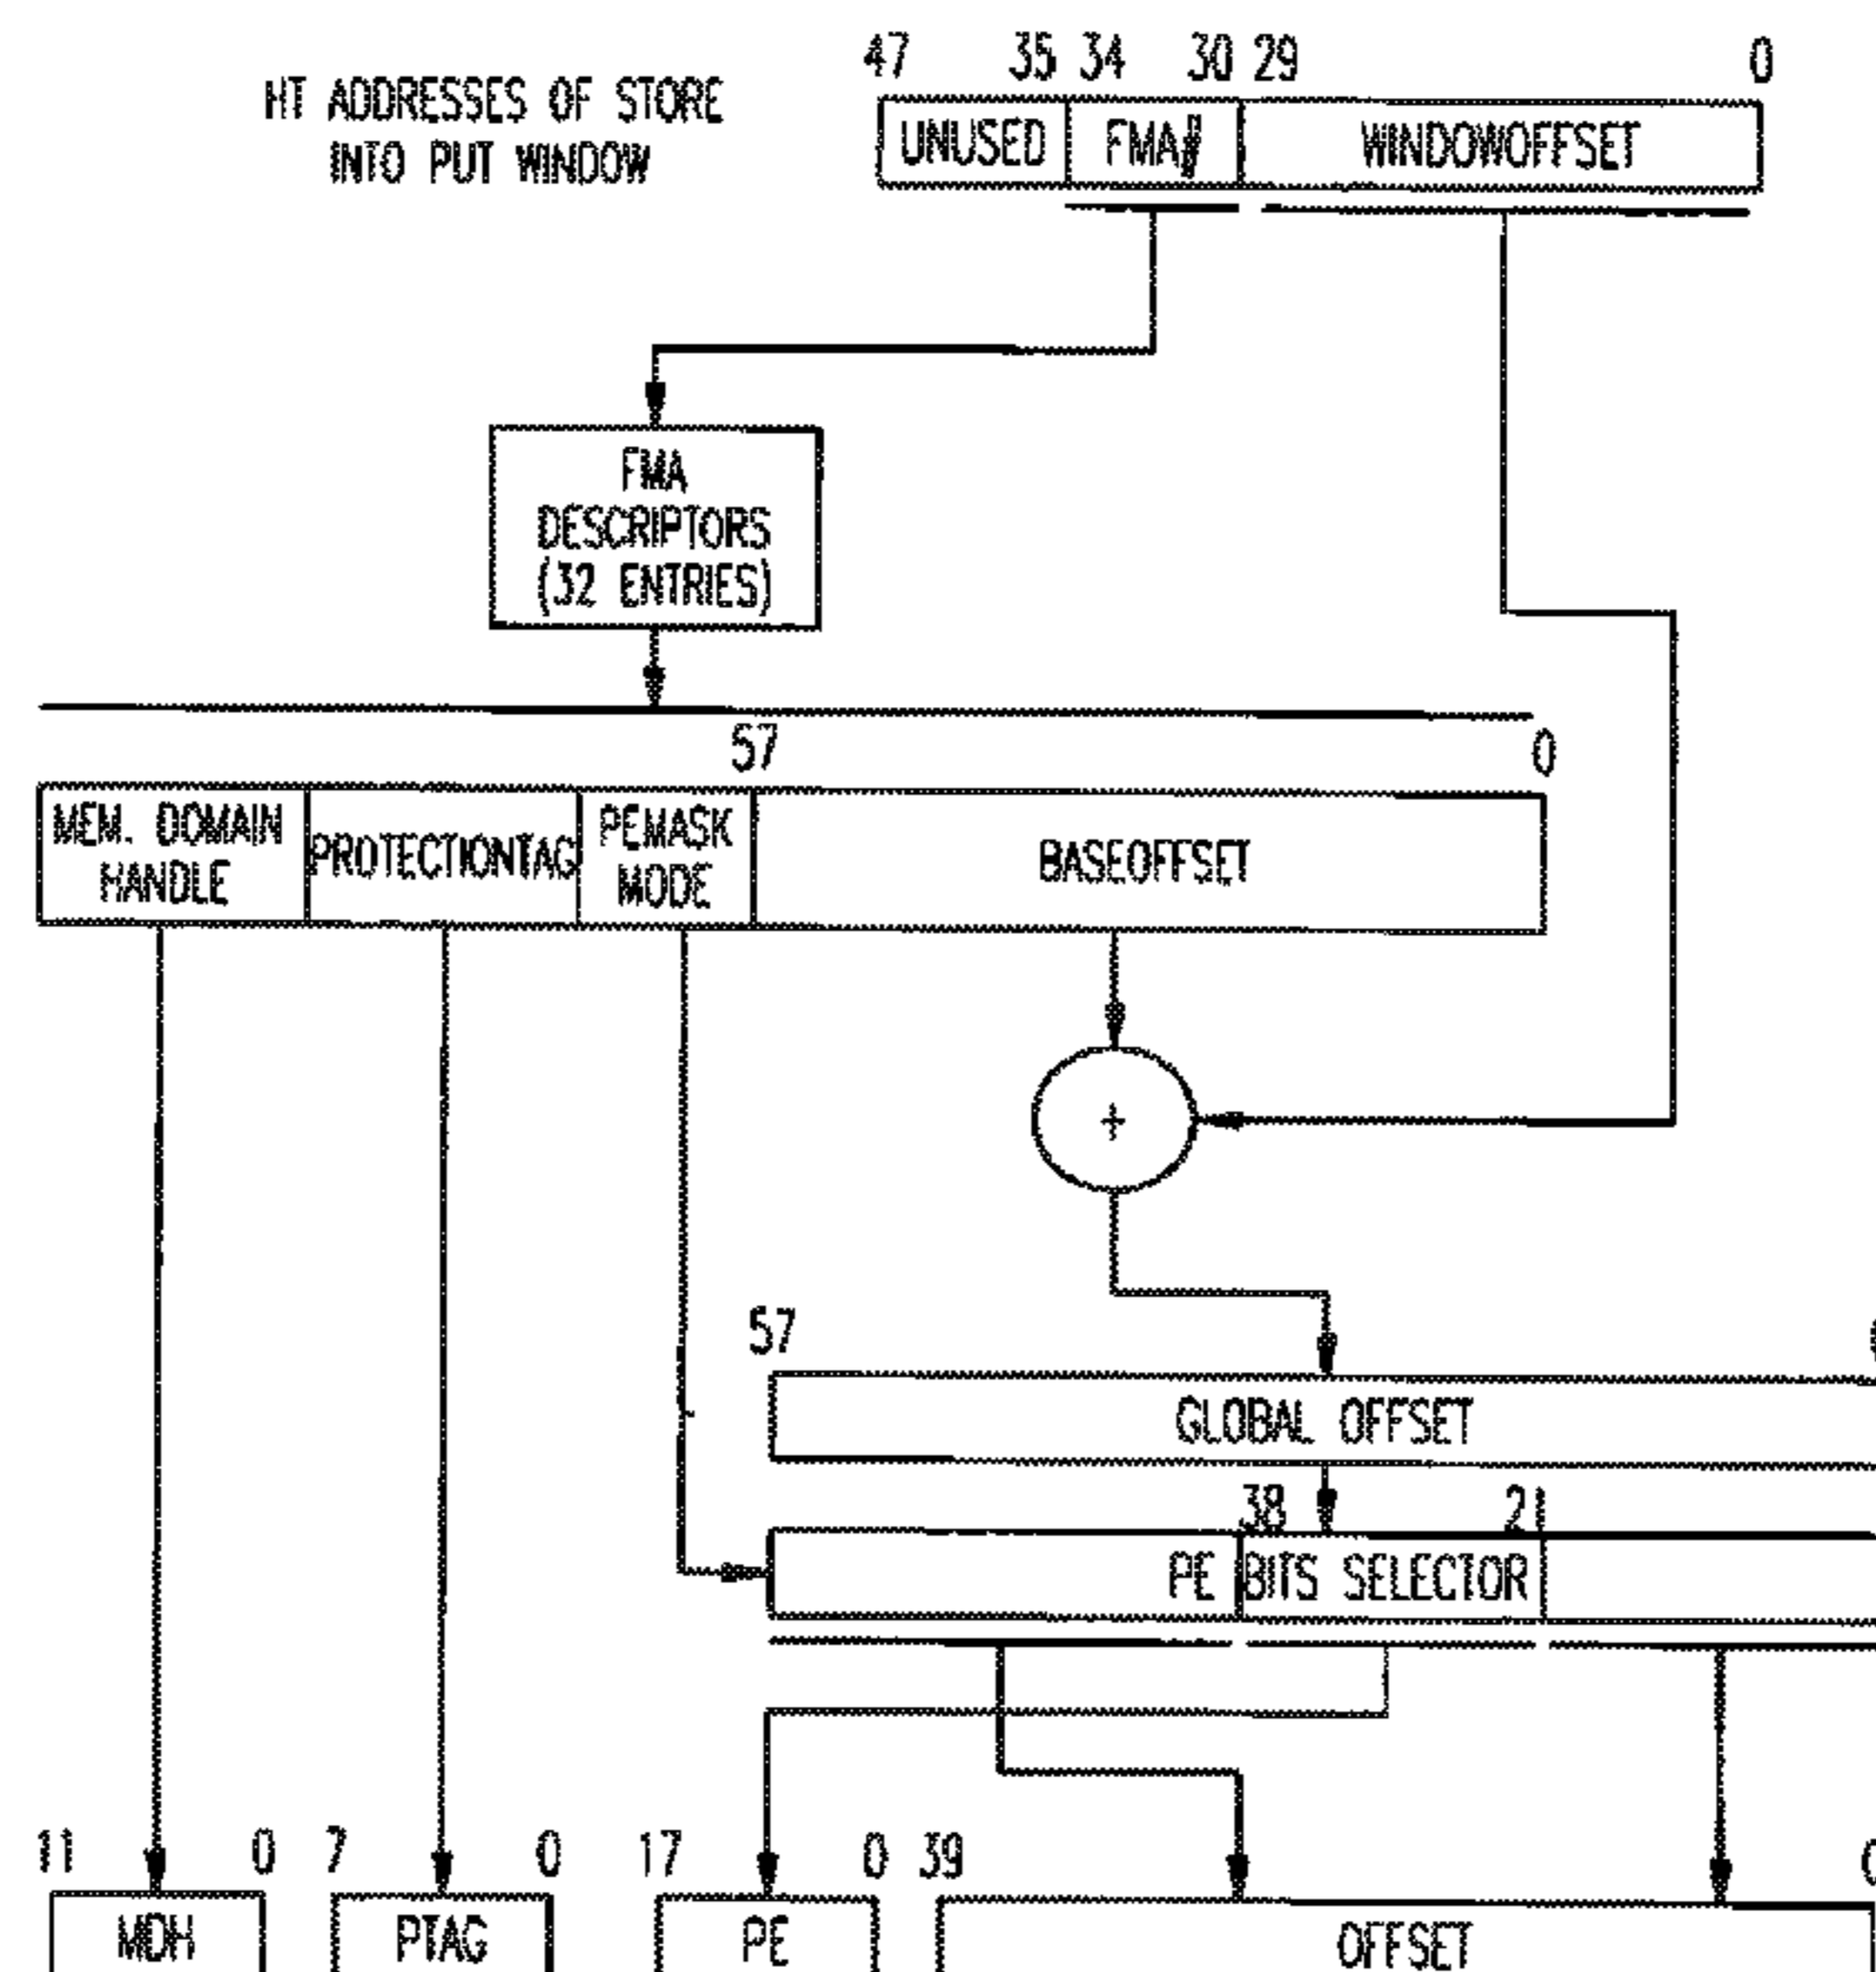 47 35 34 30 29 0
HT ADDRESSES OF STORE
INTO PUT WINDOW
UNUSED FMA# WINDOWOFFSET
FMA
DESCRIPTORS
(32 ENTRIES)
57 0
MEM. DOMAIN
HANDLE
PROTECTIONTAG
PEMASK
MODE
BASEOFFSET
+
57
GLOBAL OFFSET
38 21
PE BITS SELECTOR
11 0 7 0 17 0 39 0
MDH PTAG PE OFFSET